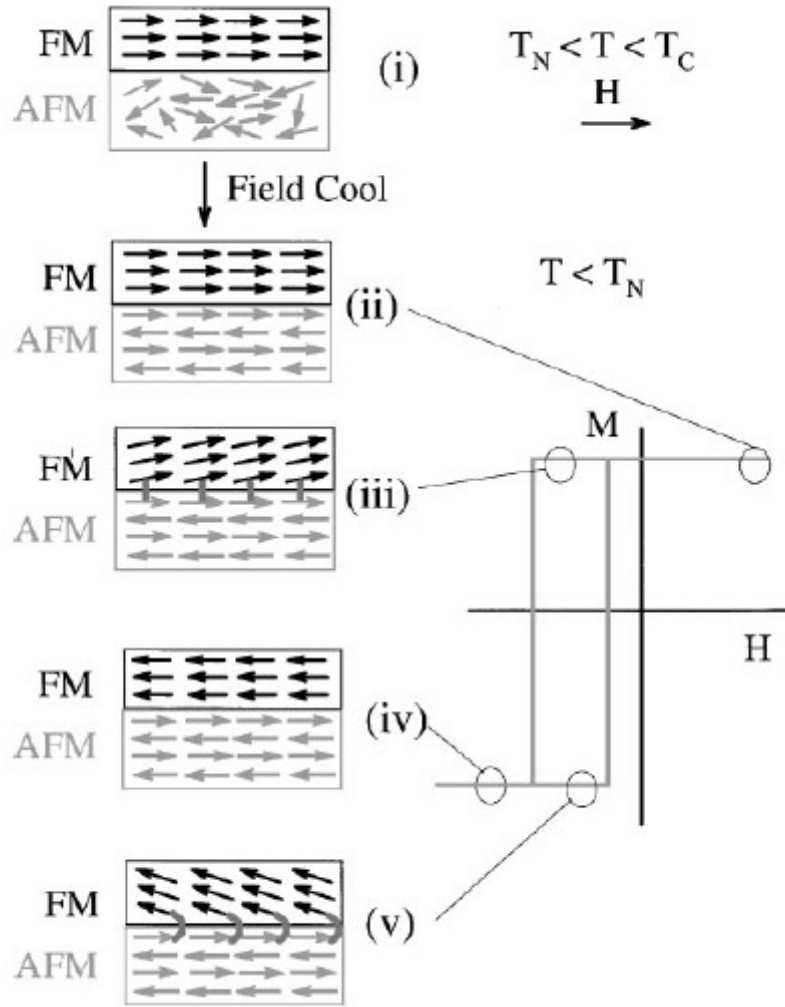 FM
AFM
(i)
T_N < T < T_C
H
Field Cool
FM
AFM
(ii)
T < T_N
FM
AFM
(iii)
M
H
FM
AFM
(iv)
FM
AFM
(v)